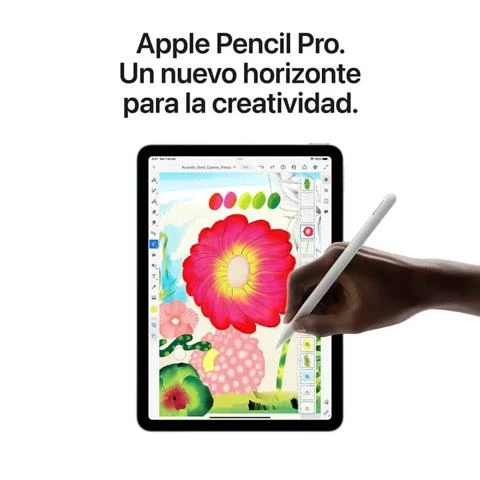 Apple Pencil Pro.
Un nuevo horizonte
para la creatividad.